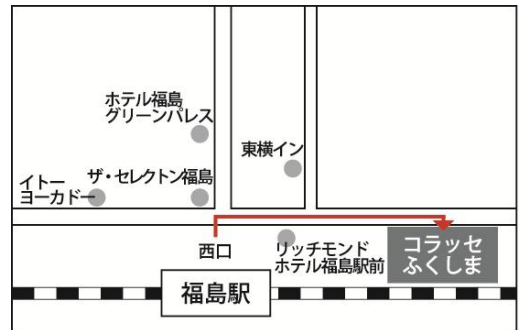 ホテル福島
グリーンパレス
東横イン
イトー
ヨーカドー
ザ・セレクトン福島
西口
リッチモンド
ホテル福島駅前
コラッセ
ふくしま
福島駅